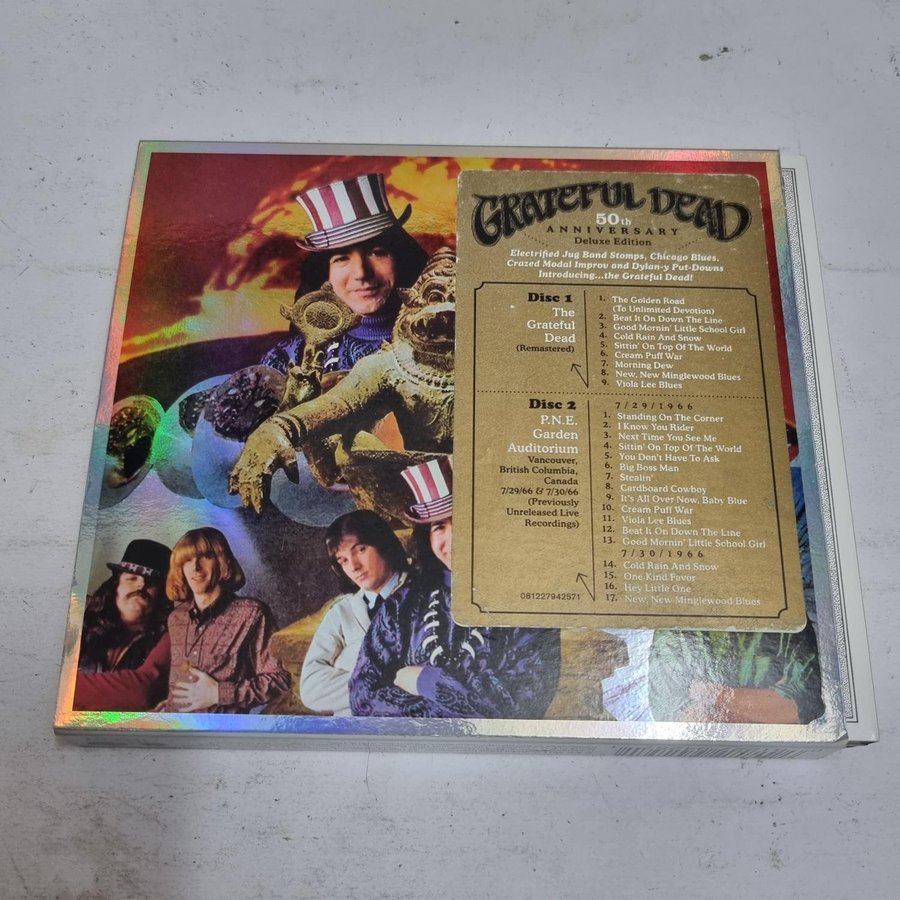 GRATEFUL DEAD
50th
ANNIVERSARY
Deluxe Edition
Electrified Jug Band Stomps, Chicago Blues,
Crazed Modal Improv and Dylan-y Put-Downs
Introducing...the Grateful Dead!
Disc 1
The
Grateful
Dead
(Remastered)
1. The Golden Road
(To Unlimited Devotion)
2. Beat It On Down The Line
3. Good Mornin' Little School Girl
4. Cold Rain And Snow
5. Sittin' On Top Of The World
6. Cream Puff War
7. Morning Dew
8. New, New Minglewood Blues
9. Viola Lee Blues
Disc 2
P.N.E.
Garden
Auditorium
Vancouver,
British Columbia,
Canada
7/29/66 & 7/30/66
(Previously
Unreleased Live
Recordings)
081227942571
7/29/1966
1. Standing On The Corner
2. I Know You Rider
3. Next Time You See Me
4. Sittin' On Top Of The World
5. You Don't Have To Ask
6. Big Boss Man
7. Stealin'
8. Cardboard Cowboy
9. It's All Over Now, Baby Blue
10. Cream Puff War
11. Viola Lee Blues
12. Beat It On Down The Line
13. Good Mornin' Little School Girl
7/30/1966
14. Cold Rain And Snow
15. One Kind Favor
16. Hey Little One
17. New, New Minglewood Blues